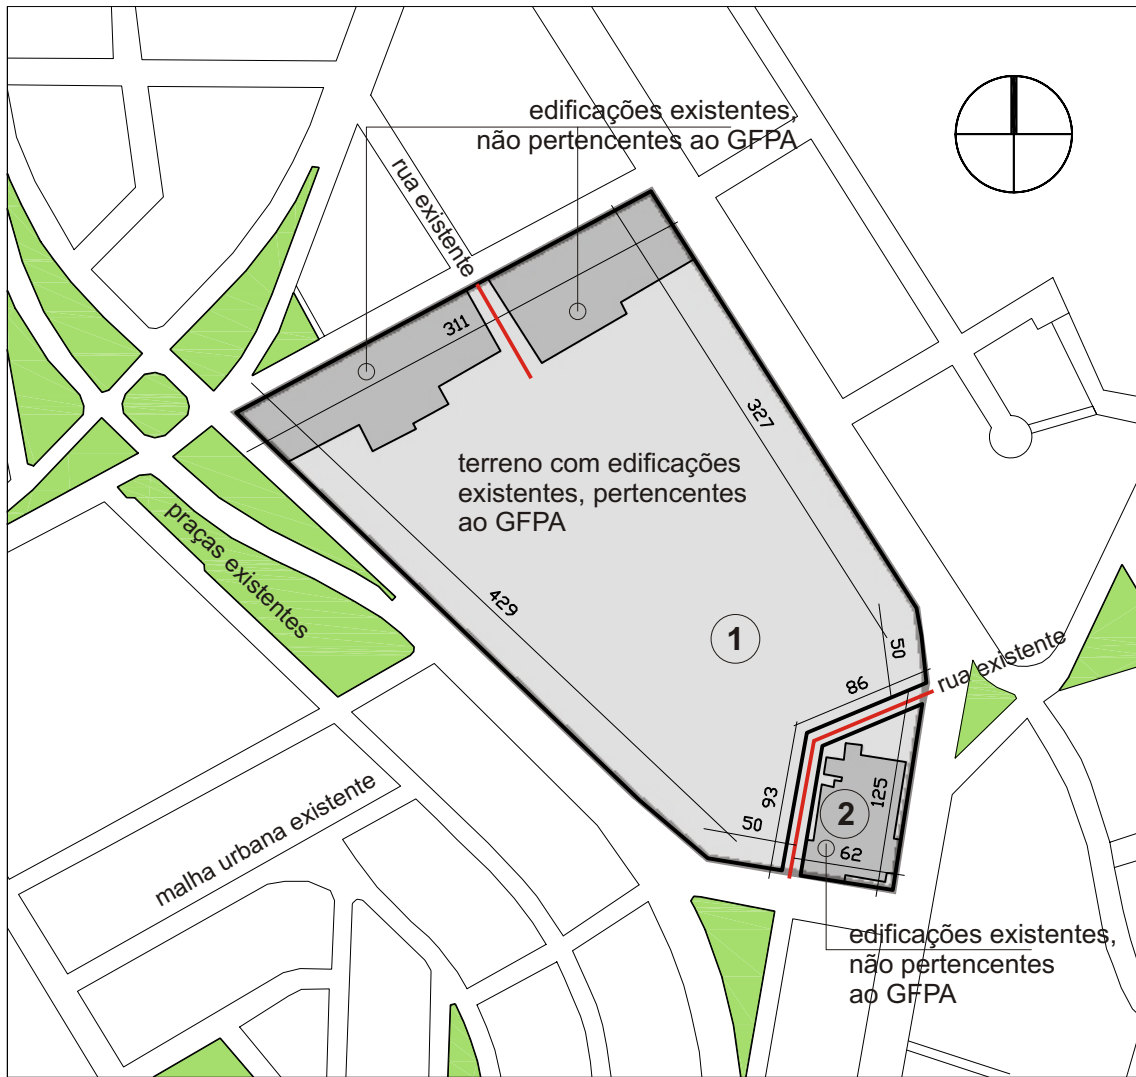 edificações existentes,
não pertencentes ao GFPA
rua existente
311
327
terreno com edificações
existentes, pertencentes
ao GFPA
praças existentes
429
1
50
rua existente
86
93
125
50
2
62
malha urbana existente
edificações existentes,
não pertencentes
ao GFPA